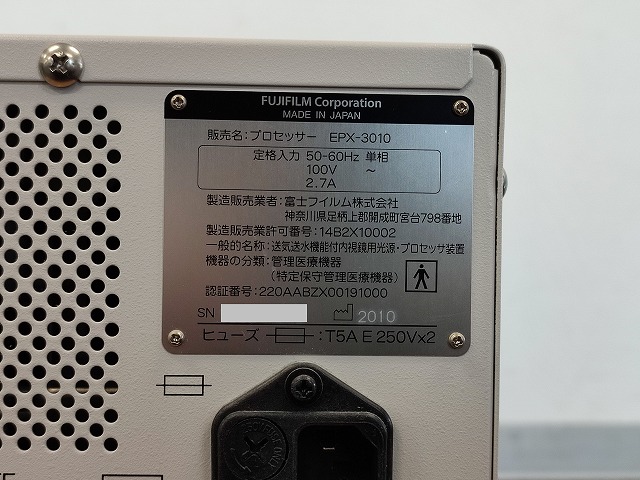 FUJIFILM Corporation
MADE IN JAPAN
販売名：プロセッサー EPX-3010
定格入力 50-60Hz 単相
100V ～
2.7A
製造販売業者：富士フイルム株式会社
神奈川県足柄上郡開成町宮台798番地
製造販売業許可番号：14B2X10002
一般的名称：送気送水機能付内視鏡用光源・プロセッサ装置
機器の分類：管理医療機器
（特定保守管理医療機器）
認証番号：220AABZX00191000
SN 2010
ヒューズ ：T5A E 250V×2